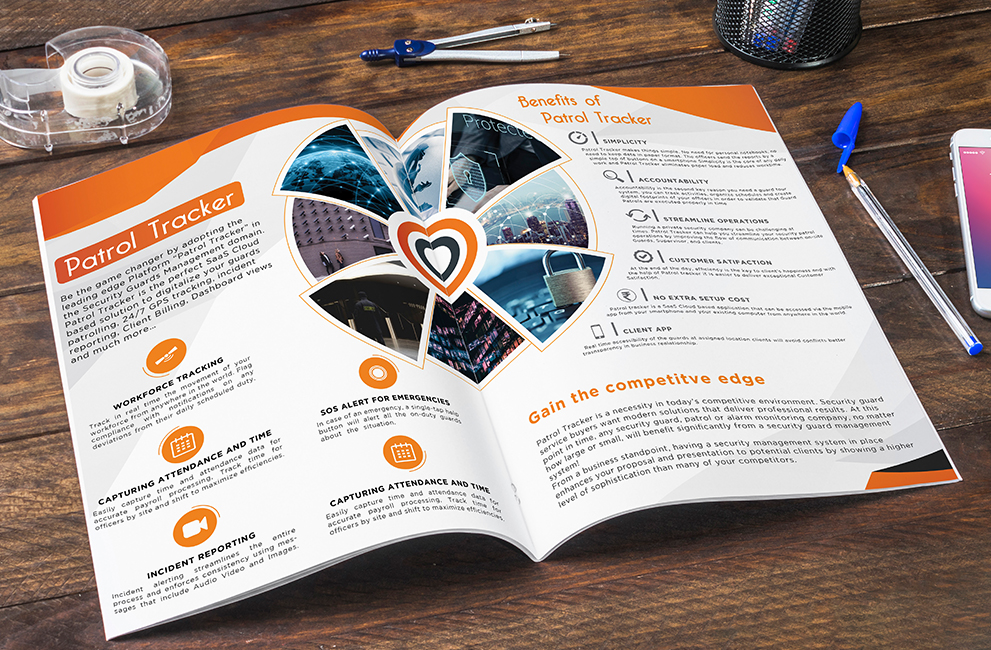 Patrol Tracker
Be the game changer by adopting the
leading edge platform "Patrol Tracker" in
the Security Guards Management domain.
Patrol Tracker is the perfect SaaS Cloud
based solution to digitalize your guards
patrolling, 24/7 GPS tracking, incident
reporting, Client Billing, Dashboard views
and much more...
WORKFORCE TRACKING
Track in real time the movement of your
workforce from anywhere in the world. Flag
compliance with notifications on any
deviations from the daily scheduled duty.
CAPTURING ATTENDANCE AND TIME
Easily capture time and attendance data for
accurate payroll processing. Track time for
officers by site and shift to maximize efficiencies.
INCIDENT REPORTING
Incident alerting streamlines the entire
process and enforces consistency using mes-
sages that include Audio Video and Images.
SOS ALERT FOR EMERGENCIES
In case of an emergency, a single-tap help
button will alert all the on-duty guards
about the situation.
CAPTURING ATTENDANCE AND TIME
Easily capture time and attendance data for
accurate payroll processing. Track time for
officers by site and shift to maximize efficiencies.
Protecte
Benefits of
Patrol Tracker
SIMPLICITY
Patrol Tracker makes things simple. No need for personal notebooks, or
need to keep data in paper format. The officers send the reports by a
simple tap of buttons on a smartphone Simplicity is the core of any daily
work and Patrol Tracker eliminates paper load and reduces worktime.
ACCOUNTABILITY
Accountability is the second key reason you need a guard tour
system, you can track activities, organize schedules and create
digital footprints of your officers in order to validate that Guard
Patrols are executed properly in time
STREAMLINE OPERATIONS
Running a private security company can be challenging at
times. Patrol Tracker can help you streamline your security patrol
operations by improving the flow of communication between on-site
Guards, Supervisor, and clients.
CUSTOMER SATIFACTION
At the end of the day, efficiency is the key to client's happiness and with
the help of Patrol tracker it is easier to deliver exceptional Customer
Satisfaction.
NO EXTRA SETUP COST
Patrol tracker is a SaaS Cloud based application that can be accessed via the mobile
app from your smartphone and your existing computer from anywhere in the world.
CLIENT APP
Real time accessibility of the guards at assigned location clients will avoid conflicts better
transparency in business relationship.
Gain the competitve edge
Patrol Tracker is a necessity in today's competitive environment. Security guard
service buyers want modern solutions that deliver professional results. At this
point in time, any security guard, patrol or alarm monitoring company, no matter
how large or small, will benefit significantly from a security guard management
system!
From a business standpoint, having a security management system in place
enhances your proposal and presentation to potential clients by showing a higher
level of sophistication than many of your competitors.